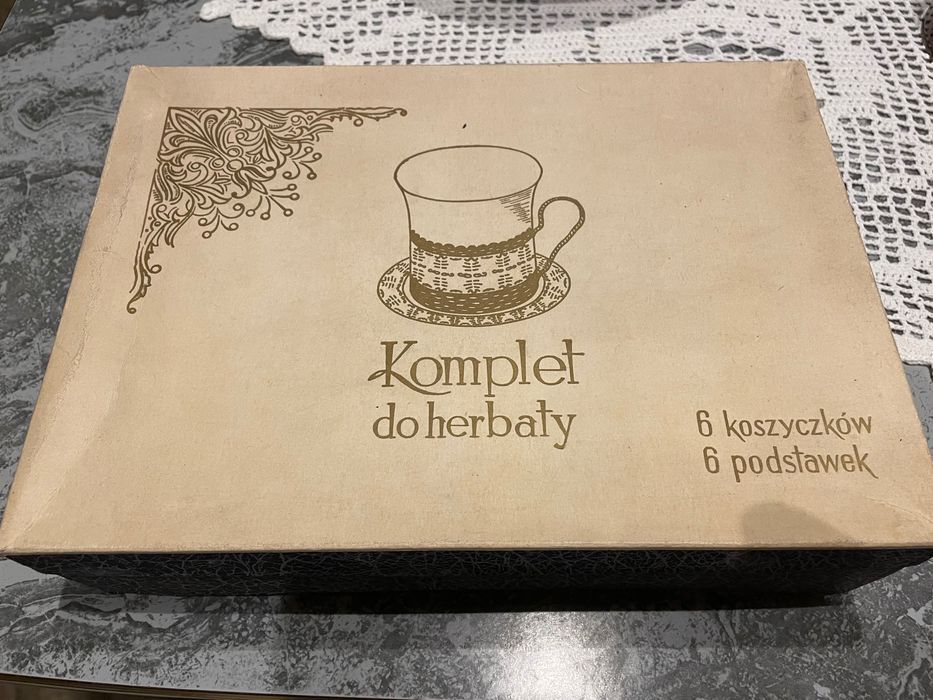 Komplet
do herbaty
6 koszyczków
6 podstawek